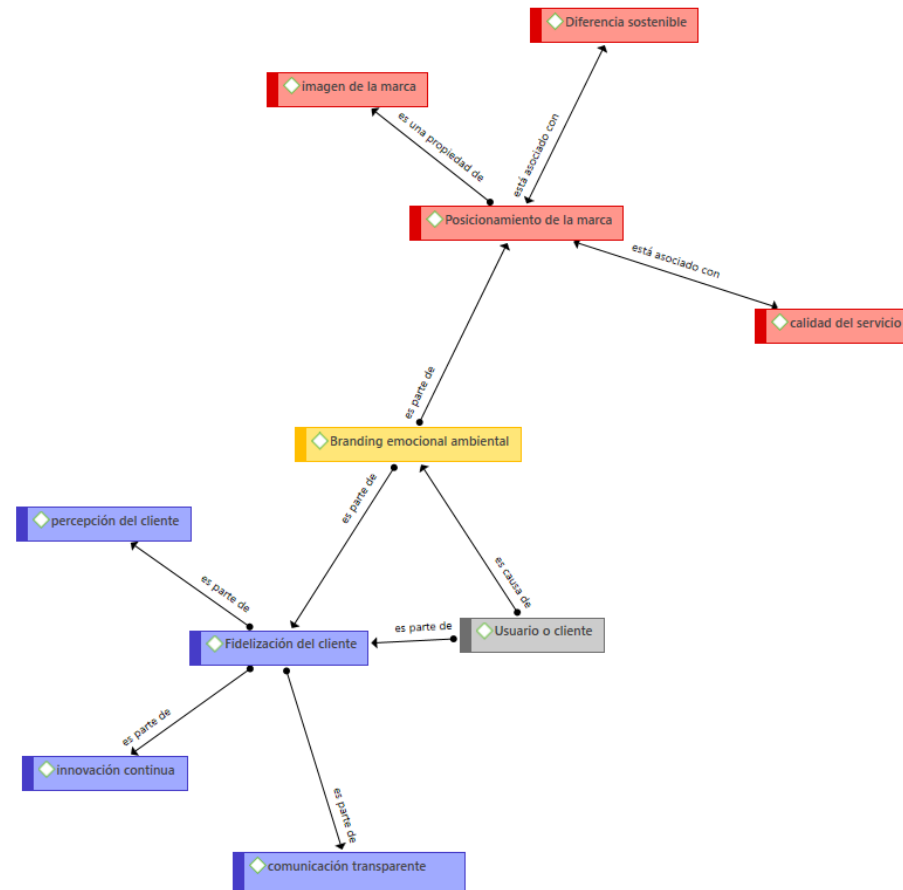 Diferencia sostenible
imagen de la marca
es una propiedad de
está asociado con
Posicionamiento de la marca
está asociado con
calidad del servicio
es parte de
Branding emocional ambiental
es parte de
percepción del cliente
es causa de
es parte de
es parte de
Usuario o cliente
Fidelización del cliente
es parte de
innovación continua
es parte de
comunicación transparente